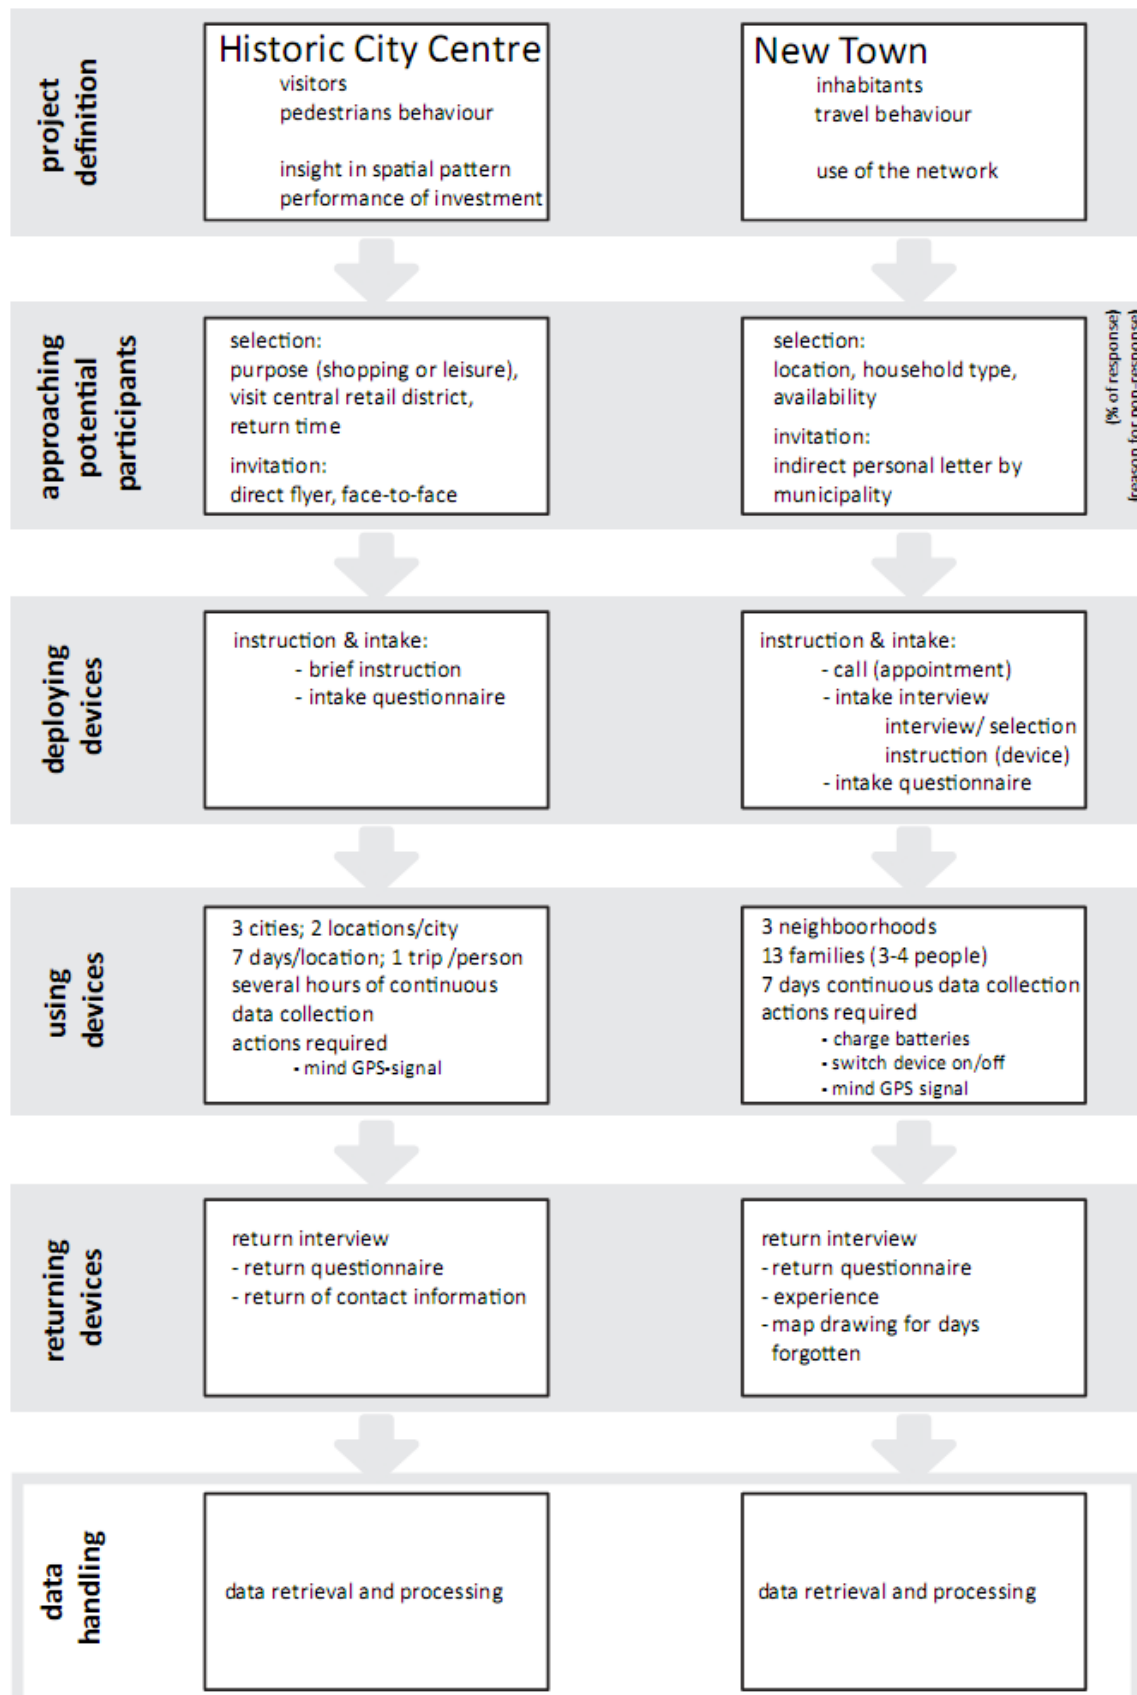 project
definition
Historic City Centre
visitors
pedestrians behaviour
insight in spatial pattern
performance of investment
New Town
inhabitants
travel behaviour
use of the network
approaching
potential
participants
selection:
purpose (shopping or leisure),
visit central retail district,
return time
invitation:
direct flyer, face-to-face
selection:
location, household type,
availability
invitation:
indirect personal letter by
municipality
(% of response)
(reason for non-response)
deploying
devices
instruction & intake:
- brief instruction
- intake questionnaire
instruction & intake:
- call (appointment)
- intake interview
interview/ selection
instruction (device)
- intake questionnaire
using
devices
3 cities; 2 locations/city
7 days/location; 1 trip /person
several hours of continuous
data collection
actions required
- mind GPS-signal
3 neighboorhoods
13 families (3-4 people)
7 days continuous data collection
actions required
- charge batteries
- switch device on/off
- mind GPS signal
returning
devices
return interview
- return questionnaire
- return of contact information
return interview
- return questionnaire
- experience
- map drawing for days
forgotten
data
handling
data retrieval and processing
data retrieval and processing